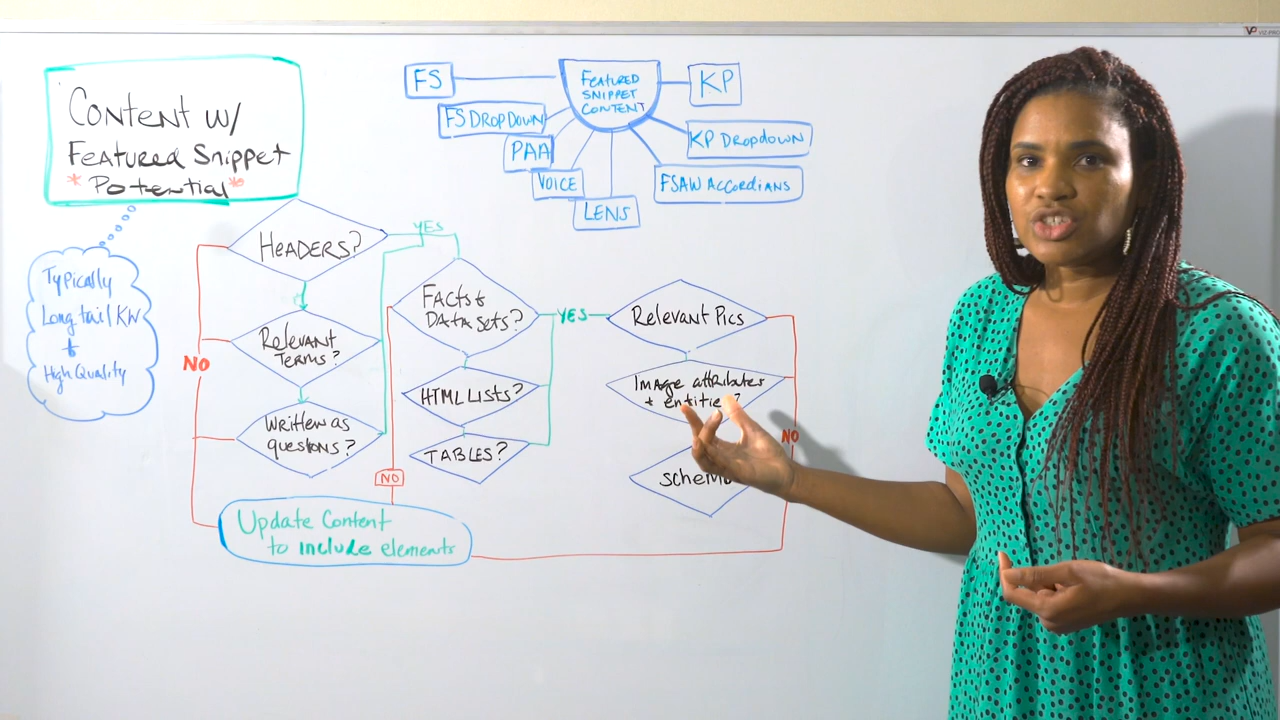 Content w/
Featured Snippet
*Potential*
Typically
Long tail/KW
+
High Quality
FS
FS Dropdown
PAA
Voice
Lens
Featured
Snippet
Content
KP
KP Dropdown
FSAW Accordians
Headers?
YES
Relevant
Terms?
Written as
questions?
NO
Facts +
Data sets?
HTML Lists?
TABLES?
YES
NO
Relevant Pics
Image attributes
+ entities?
NO
Update Content
to include elements